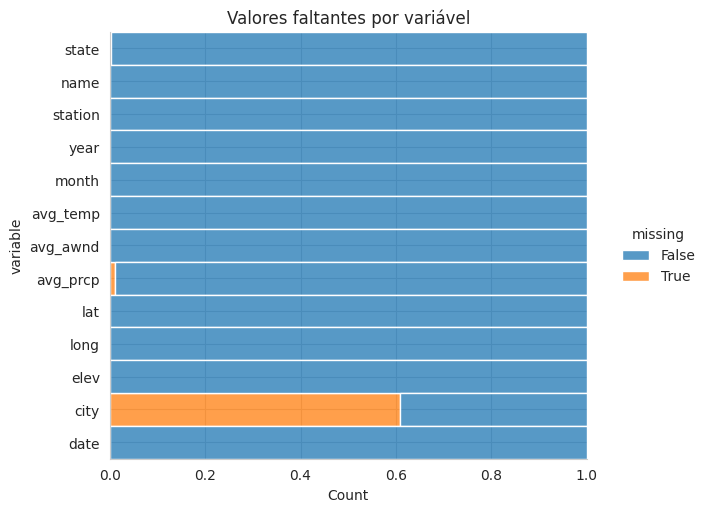 Valores faltantes por variável
state
name
station
year
month
avg_temp
avg_awnd
avg_prcp
lat
long
elev
city
date
variable
0.0 0.2 0.4 0.6 0.8 1.0
Count
missing
False
True